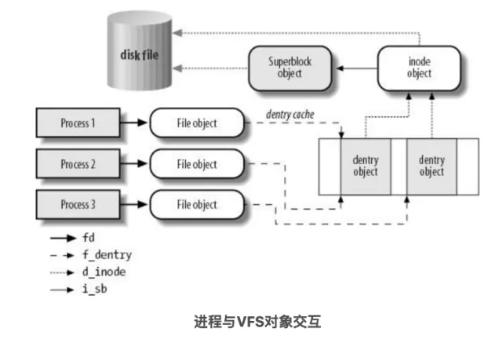 disk file
Superblock
object
inode
object
dentry cache
Process 1
File object
Process 2
File object
Process 3
File object
dentry
object
dentry
object
fd
f_dentry
d_inode
i_sb
进程与VFS对象交互